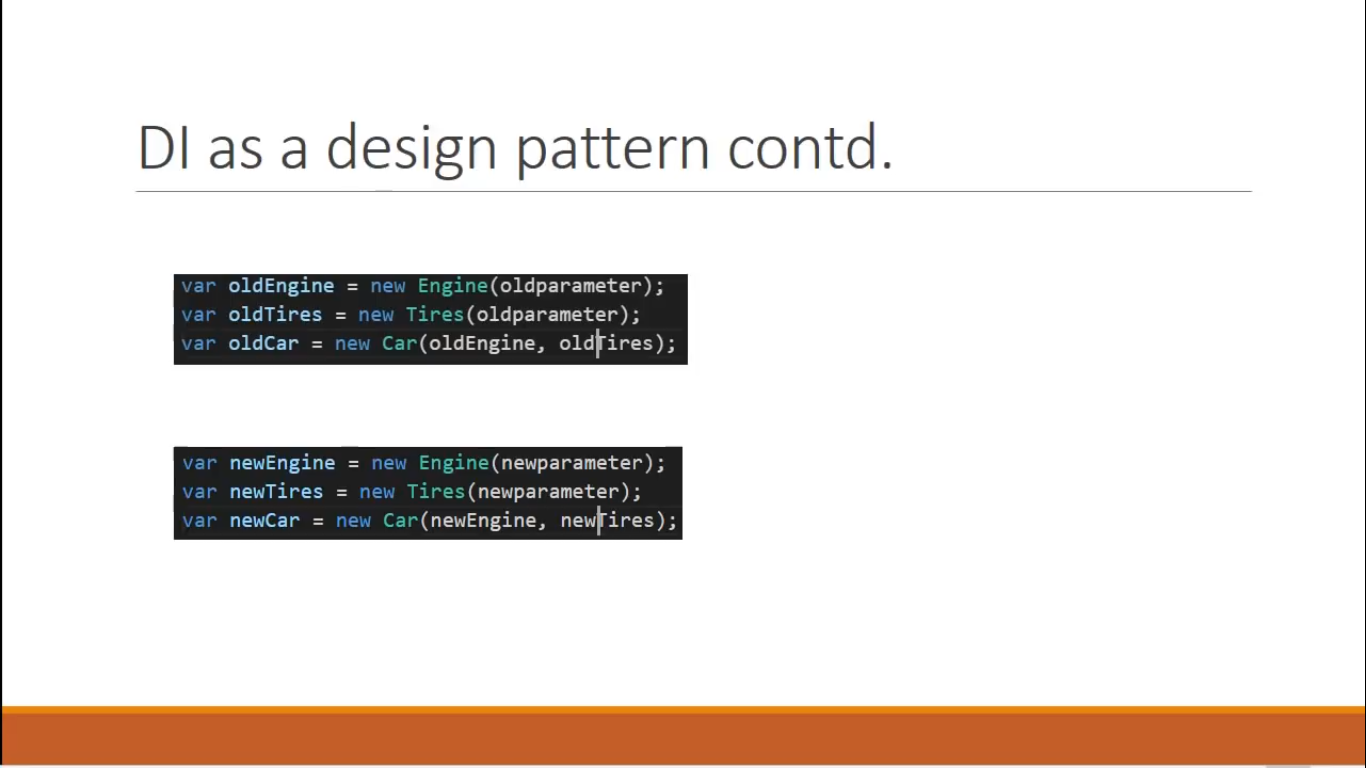 DI as a design pattern contd.
var oldEngine = new Engine(oldparameter);
var oldTires = new Tires(oldparameter);
var oldCar = new Car(oldEngine, oldTires);
var newEngine = new Engine(newparameter);
var newTires = new Tires(newparameter);
var newCar = new Car(newEngine, newTires);